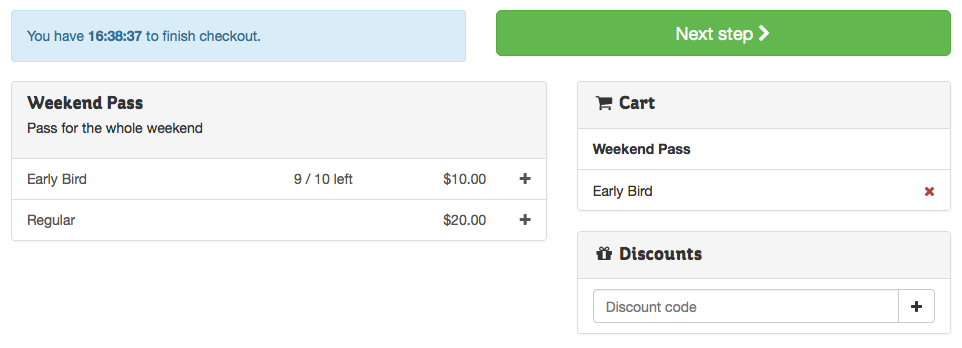 You have 16:38:37 to finish checkout.
Next step
Weekend Pass
Pass for the whole weekend
Early Bird 9 / 10 left $10.00
Regular $20.00
Cart
Weekend Pass
Early Bird
Discounts
Discount code